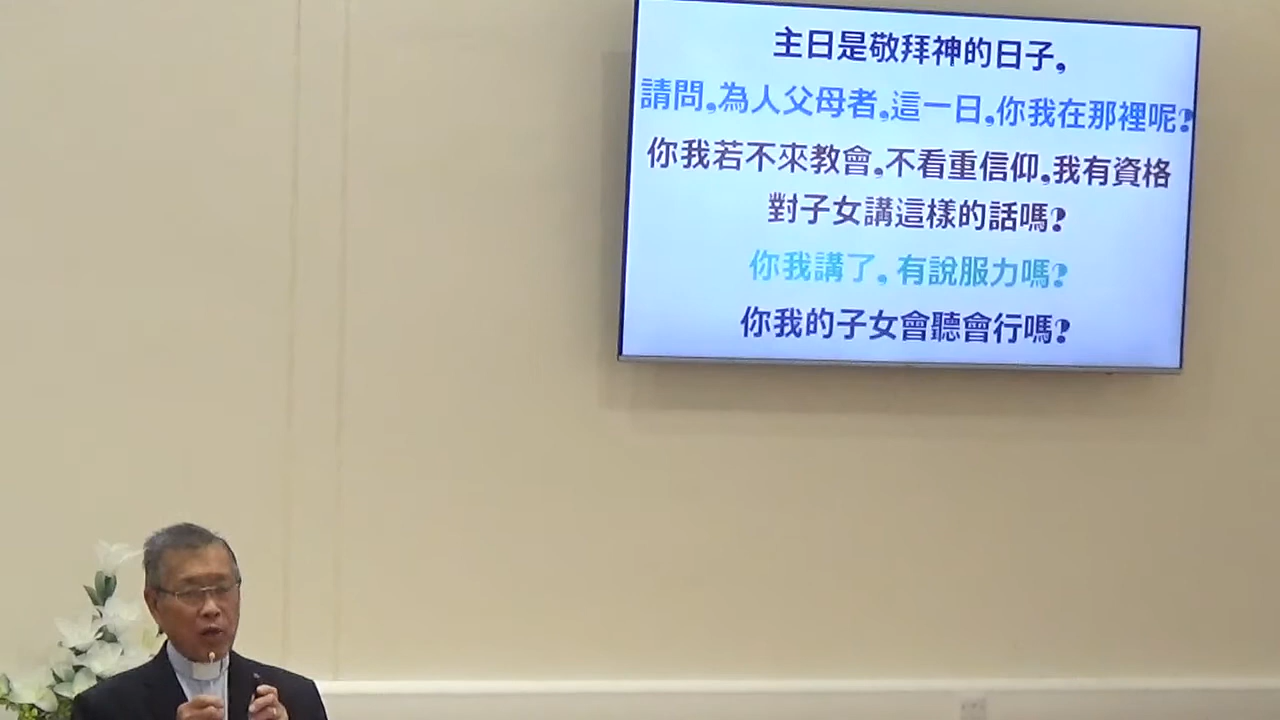 主日是敬拜神的日子,
請問,為人父母者,這一日,你我在那裡呢?
你我若不來教會,不看重信仰,我有資格
對子女講這樣的話嗎?
你我講了, 有說服力嗎?
你我的子女會聽會行嗎?